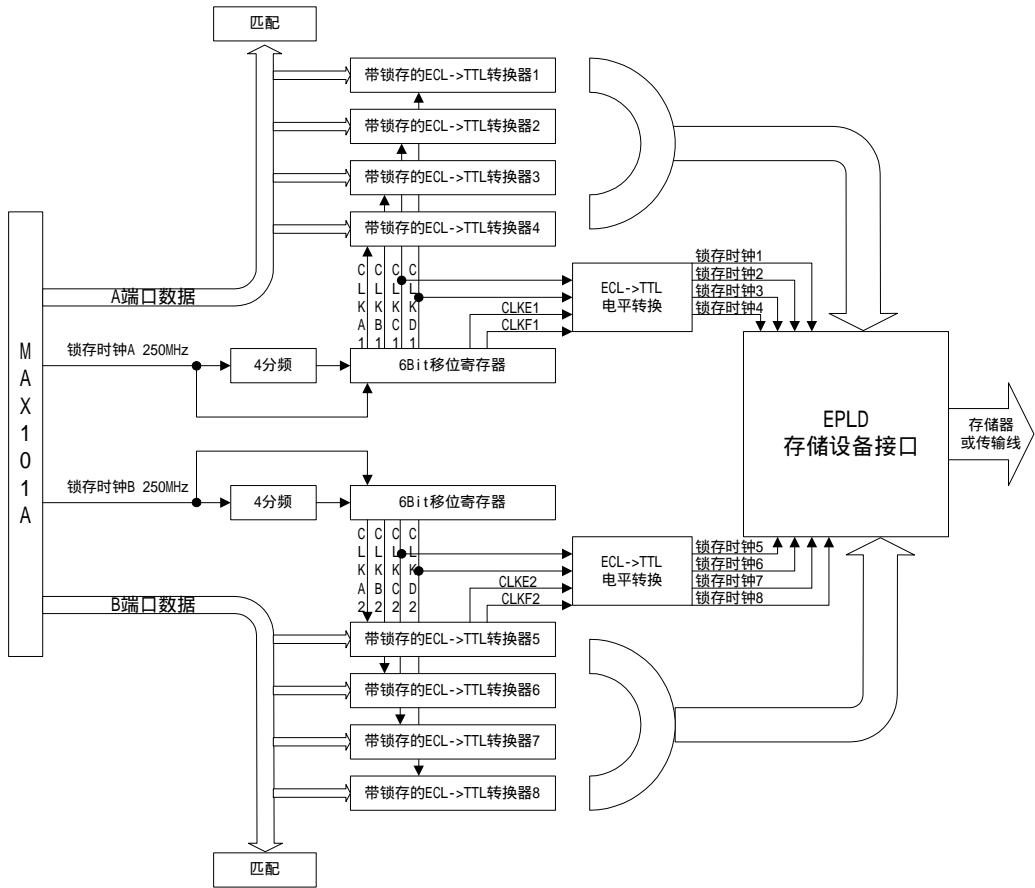 匹配
带锁存的ECL->TTL转换器1
带锁存的ECL->TTL转换器2
带锁存的ECL->TTL转换器3
带锁存的ECL->TTL转换器4
A端口数据
CLKA1
CLKB1
CLKC1
CLKD1
CLKE1
CLKF1
ECL->TTL
电平转换
锁存时钟1
锁存时钟2
锁存时钟3
锁存时钟4
MAX101A
锁存时钟A 250MHz
4分频
6Bit移位寄存器
EPLD
存储设备接口
存储器
或传输线
锁存时钟B 250MHz
4分频
6Bit移位寄存器
CLKA2
CLKB2
CLKC2
CLKD2
CLKE2
CLKF2
ECL->TTL
电平转换
锁存时钟5
锁存时钟6
锁存时钟7
锁存时钟8
B端口数据
带锁存的ECL->TTL转换器5
带锁存的ECL->TTL转换器6
带锁存的ECL->TTL转换器7
带锁存的ECL->TTL转换器8
匹配